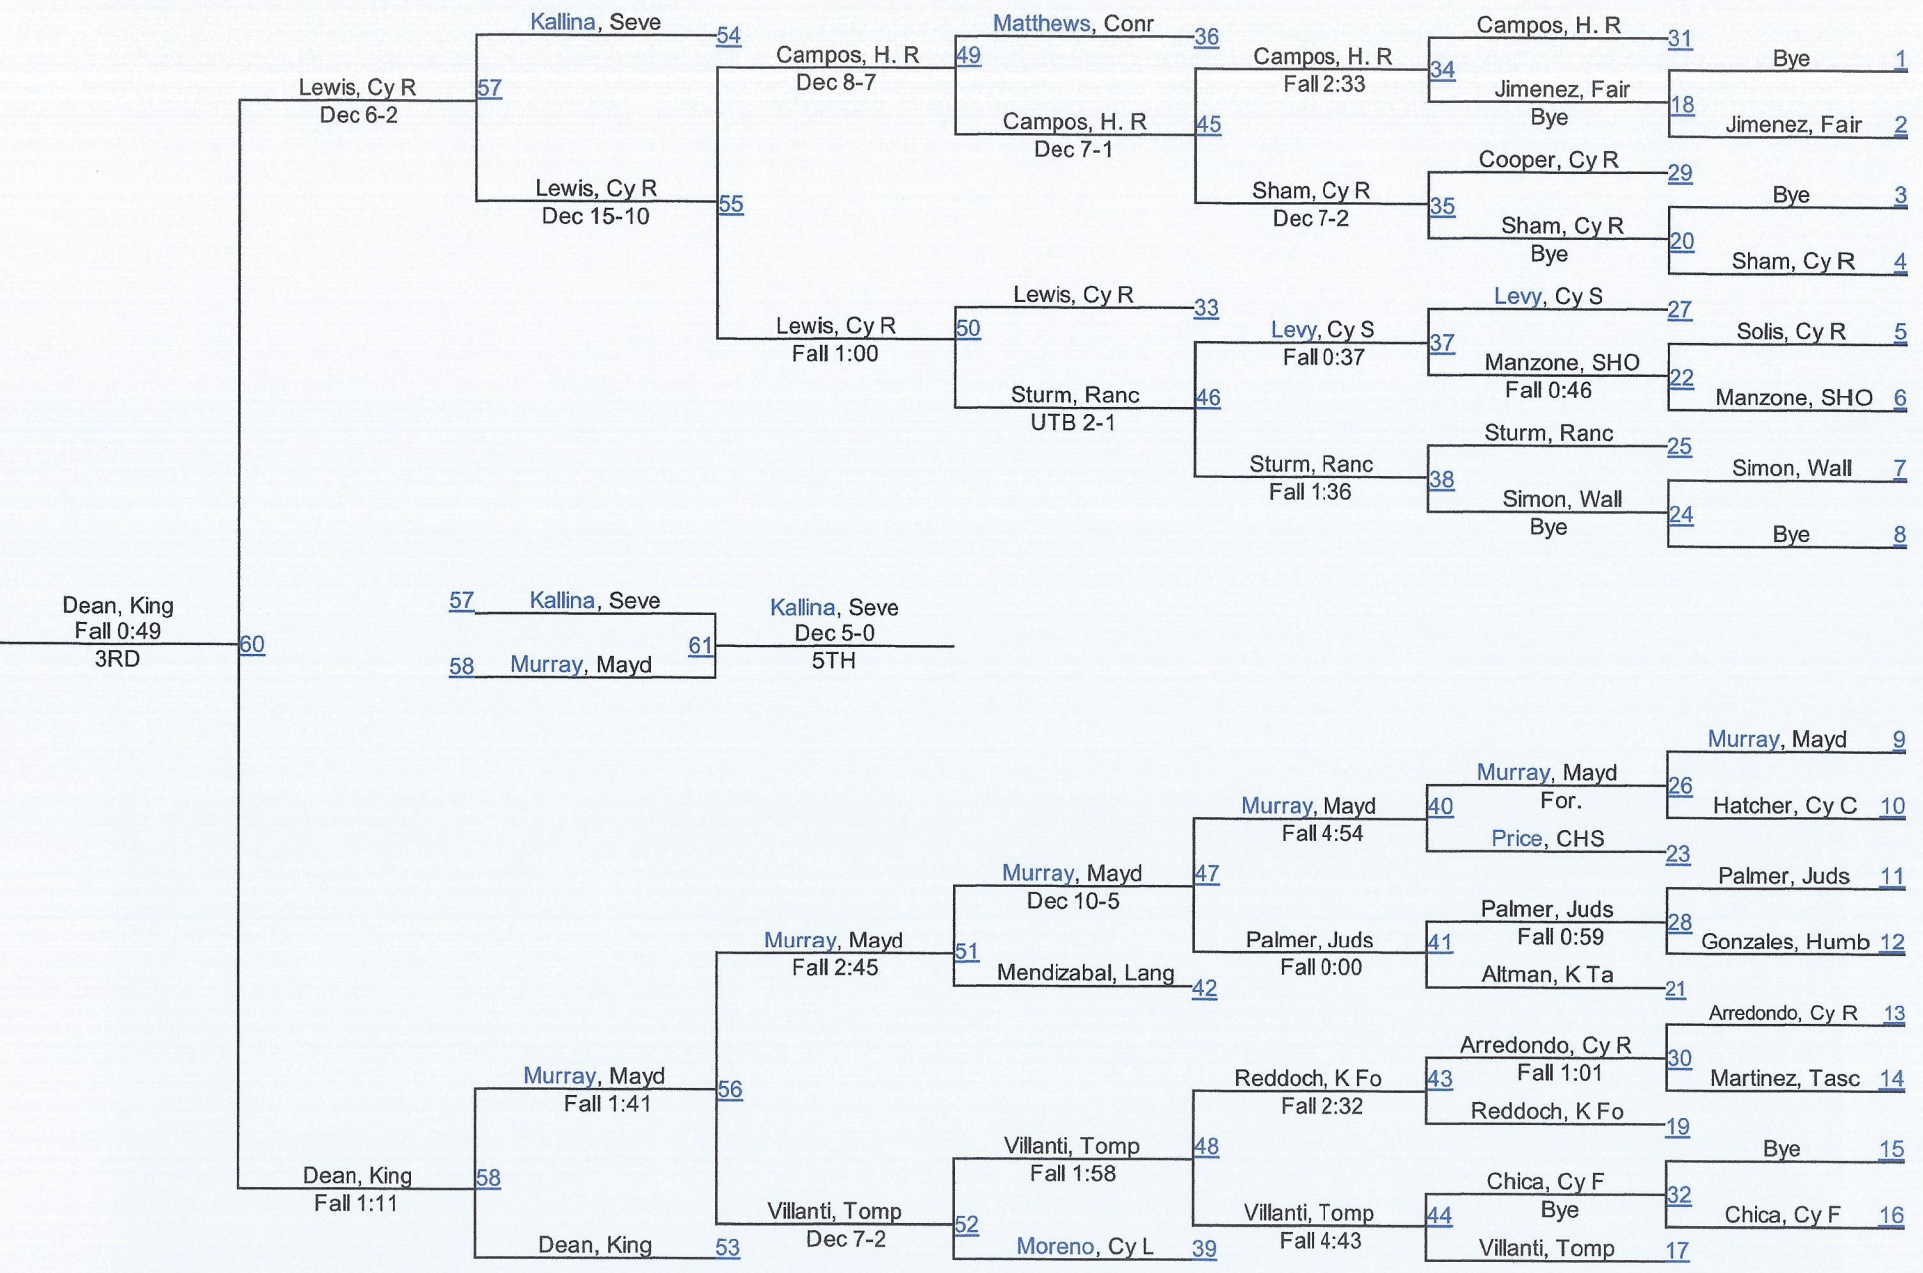 Kallina, Seve
54
57
Lewis, Cy R
Dec 6-2
Lewis, Cy R
Dec 15-10
55
Campos, H. R
Dec 8-7
49
Matthews, Conr
36
Campos, H. R
Dec 7-1
45
Campos, H. R
Fall 2:33
34
Campos, H. R
31
Jimenez, Fair
Bye
18
Bye 1
Jimenez, Fair 2
Sham, Cy R
Dec 7-2
35
Cooper, Cy R
29
Sham, Cy R
Bye
20
Bye 3
Sham, Cy R 4
Lewis, Cy R
Fall 1:00
50
Lewis, Cy R
33
Sturm, Ranc
UTB 2-1
46
Levy, Cy S
Fall 0:37
37
Levy, Cy S
27
Manzone, SHO
Fall 0:46
22
Solis, Cy R 5
Manzone, SHO 6
Sturm, Ranc
Fall 1:36
38
Sturm, Ranc
25
Simon, Wall
Bye
24
Simon, Wall 7
Bye 8
Dean, King
Fall 0:49
3RD
60
57 Kallina, Seve
58 Murray, Mayd
61
Kallina, Seve
Dec 5-0
5TH
Murray, Mayd 9
Murray, Mayd
For.
26
Hatcher, Cy C 10
Murray, Mayd
Fall 4:54
40
Price, CHS
23
Murray, Mayd
Dec 10-5
47
Palmer, Juds 11
Palmer, Juds
Fall 0:59
28
Gonzales, Humb 12
Palmer, Juds
Fall 0:00
41
Altman, K Ta
21
Murray, Mayd
Fall 2:45
51
Mendizabal, Lang
42
Arredondo, Cy R 13
Arredondo, Cy R
Fall 1:01
30
Martinez, Tasc 14
Reddoch, K Fo
Fall 2:32
43
Reddoch, K Fo
19
Murray, Mayd
Fall 1:41
56
Villanti, Tomp
Fall 1:58
48
Bye 15
Chica, Cy F
Bye
32
Chica, Cy F 16
Dean, King
Fall 1:11
58
Villanti, Tomp
Dec 7-2
52
Villanti, Tomp
Fall 4:43
44
Villanti, Tomp
17
Dean, King
53
Moreno, Cy L
39